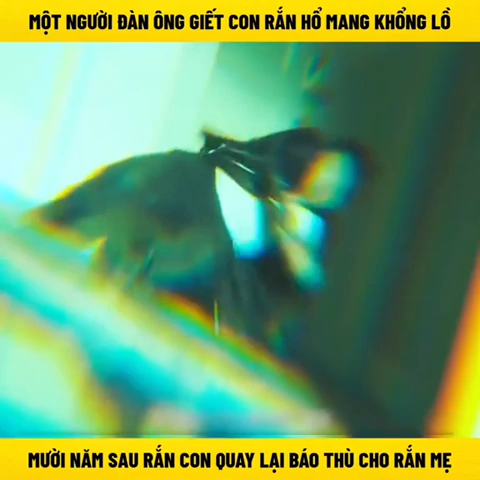 MỘT NGƯỜI ĐÀN ÔNG GIẾT CON RẮN HỔ MANG KHỔNG LỒ
MƯỜI NĂM SAU RẮN CON QUAY LẠI BÁO THÙ CHO RẮN MẸ